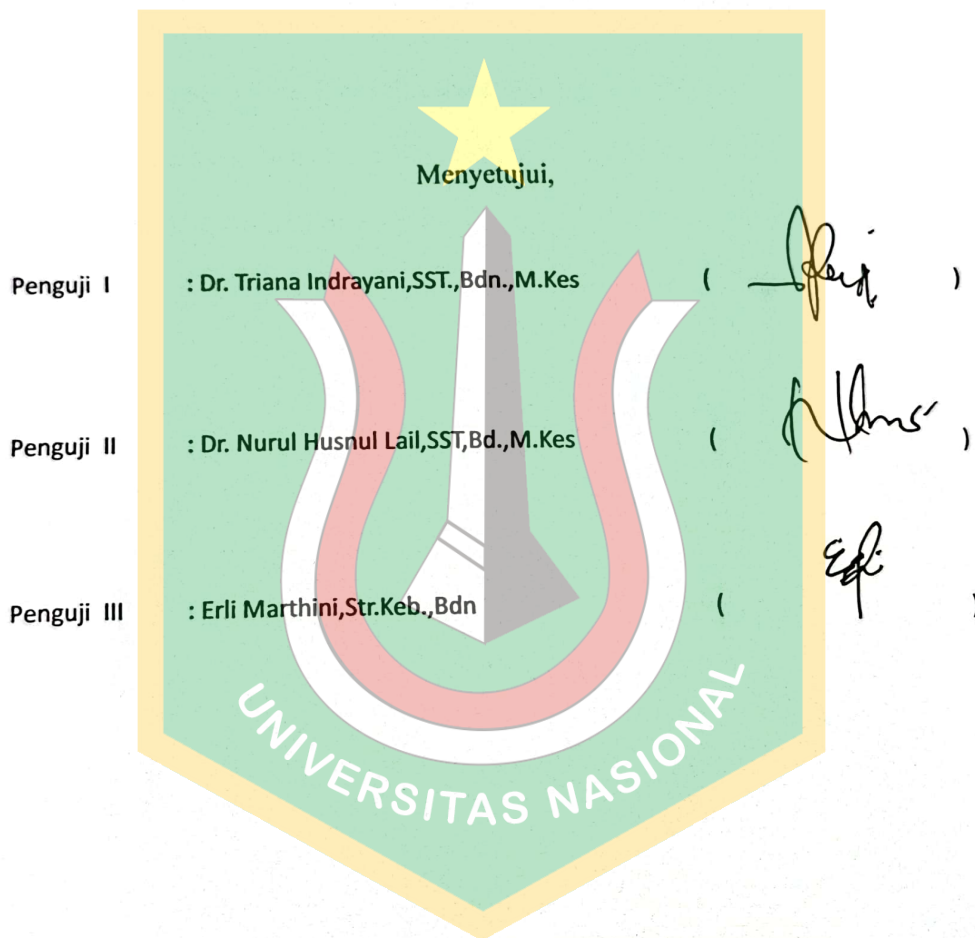 Menyetujui,
Penguji I : Dr. Triana Indrayani,SST.,Bdn.,M.Kes ( )
Penguji II : Dr. Nurul Husnul Lail,SST,Bd.,M.Kes ( )
Penguji III : Erli Marthini,Str.Keb.,Bdn ( )
UNIVERSITAS NASIONAL